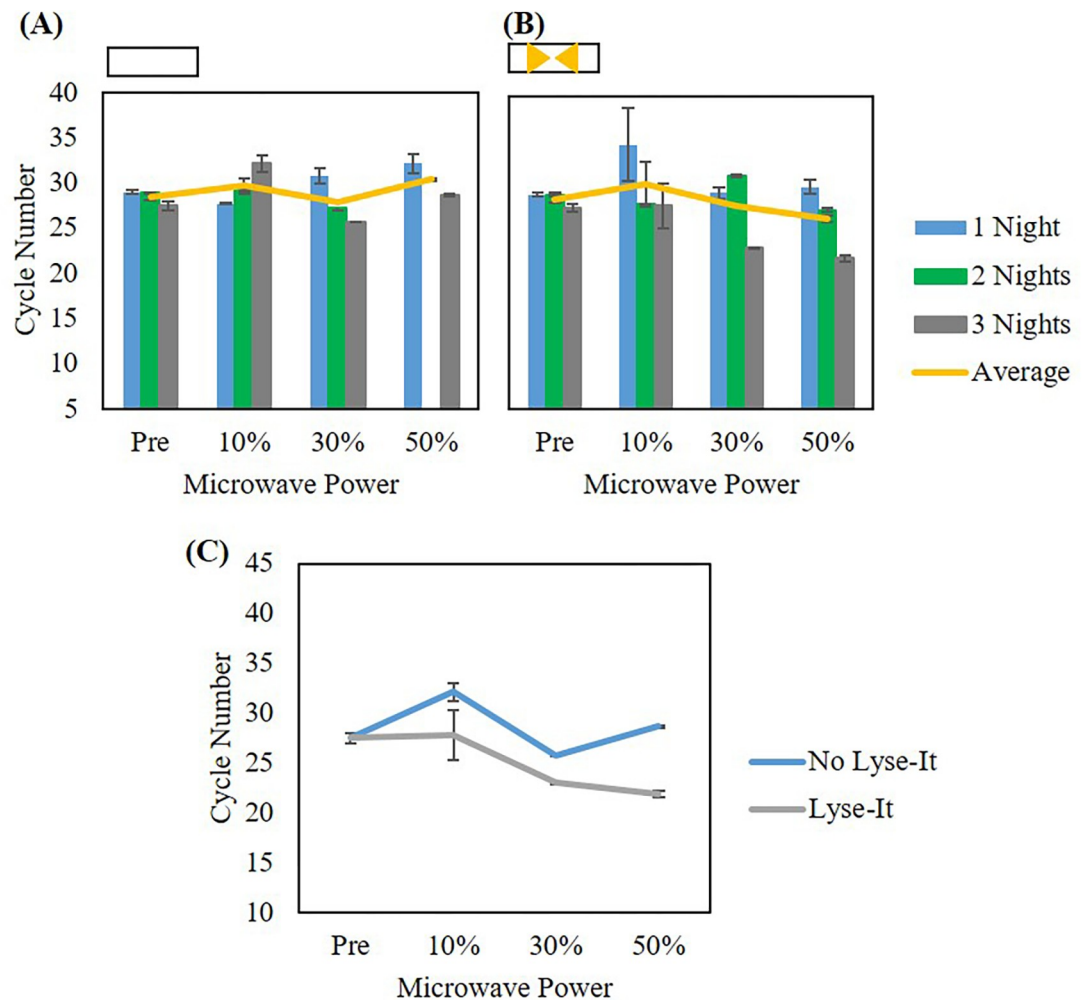 (A)
(B)
Cycle Number
40
35
30
25
20
15
10
5
Pre 10% 30% 50%
Microwave Power
Pre 10% 30% 50%
Microwave Power
1 Night
2 Nights
3 Nights
Average
(C)
Cycle Number
45
40
35
30
25
20
15
10
Pre 10% 30% 50%
Microwave Power
No Lyse-It
Lyse-It